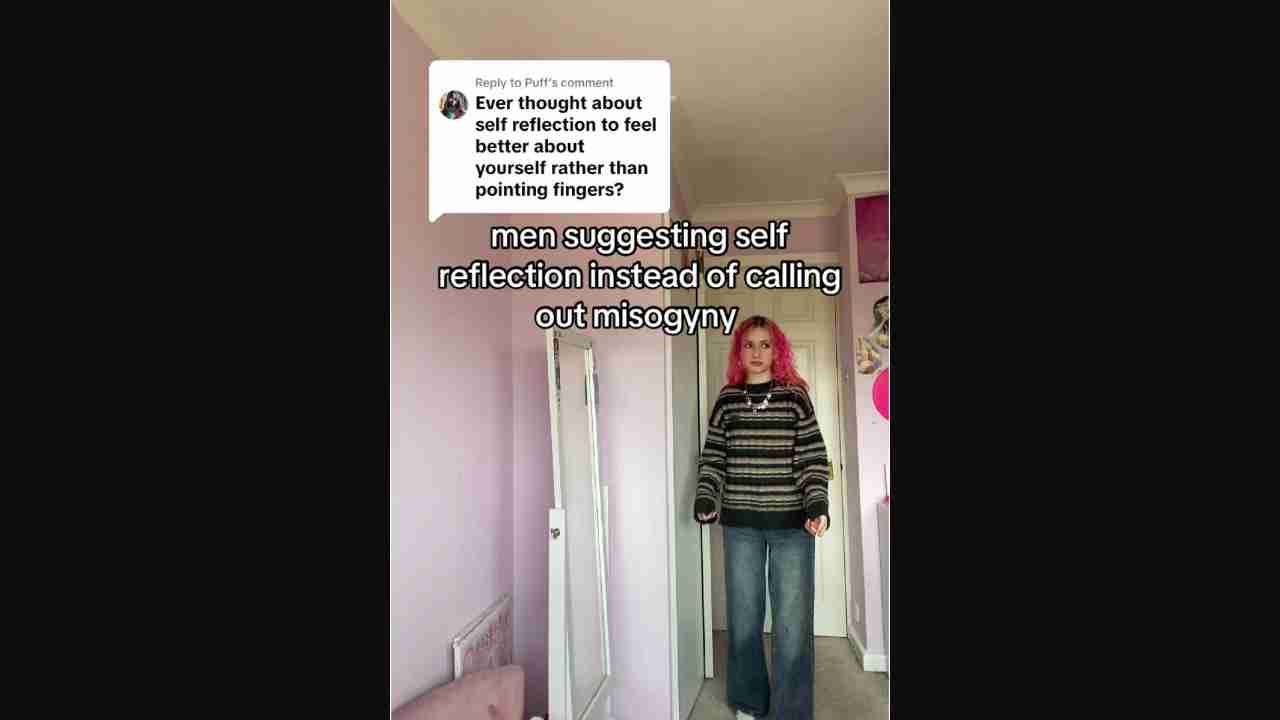 Reply to Puff's comment
Ever thought about
self reflection to feel
better about
yourself rather than
pointing fingers?
men suggesting self
reflection instead of calling
out misogyny